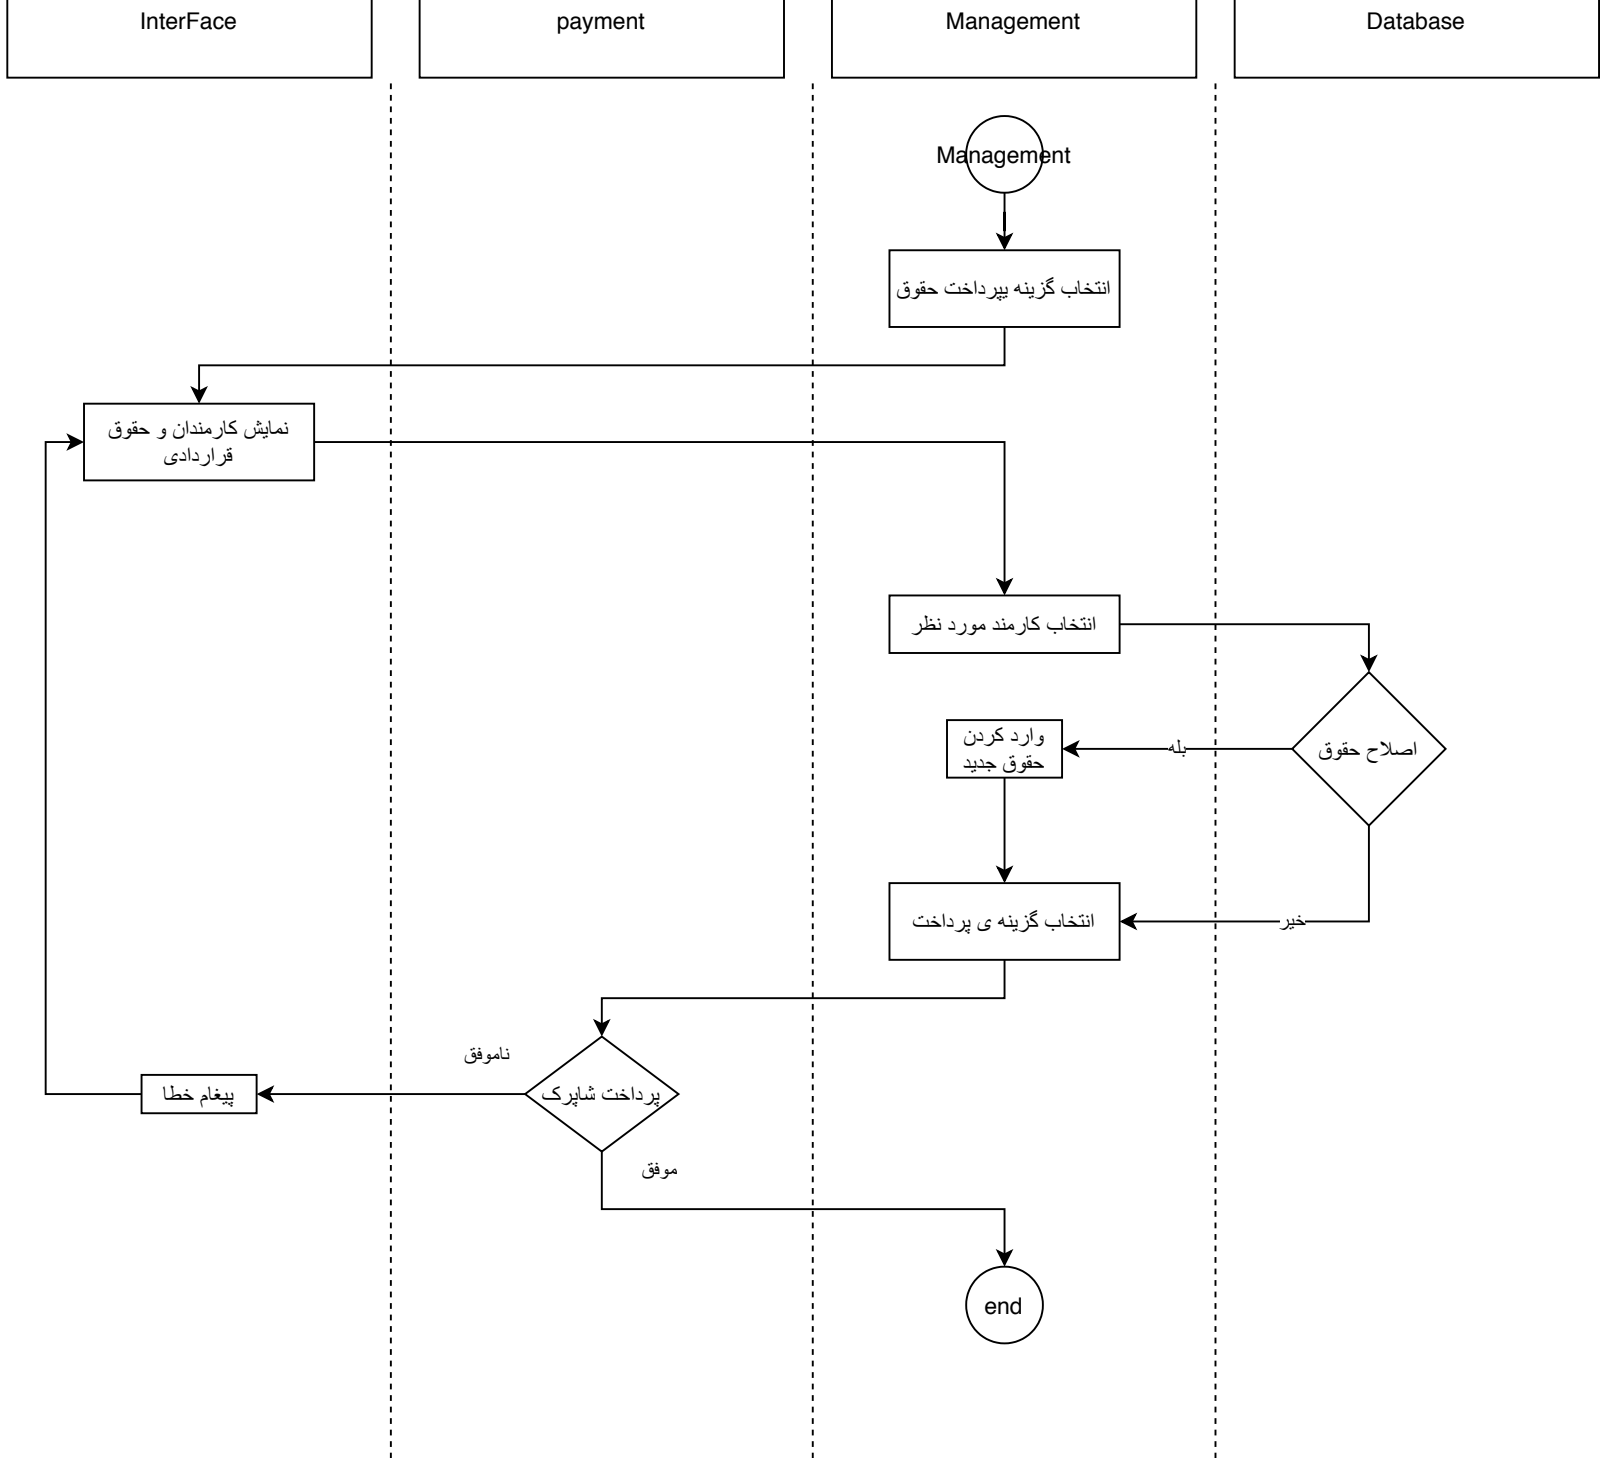 InterFace
payment
Management
Database
Management
انتخاب گزینه یپرداخت حقوق
نمایش کارمندان و حقوق
قراردادی
انتخاب کارمند مورد نظر
اصلاح حقوق
بله
وارد کردن
حقوق جدید
انتخاب گزینه ی پرداخت
خیر
ناموفق
پرداخت شاپرک
پیغام خطا
موفق
end